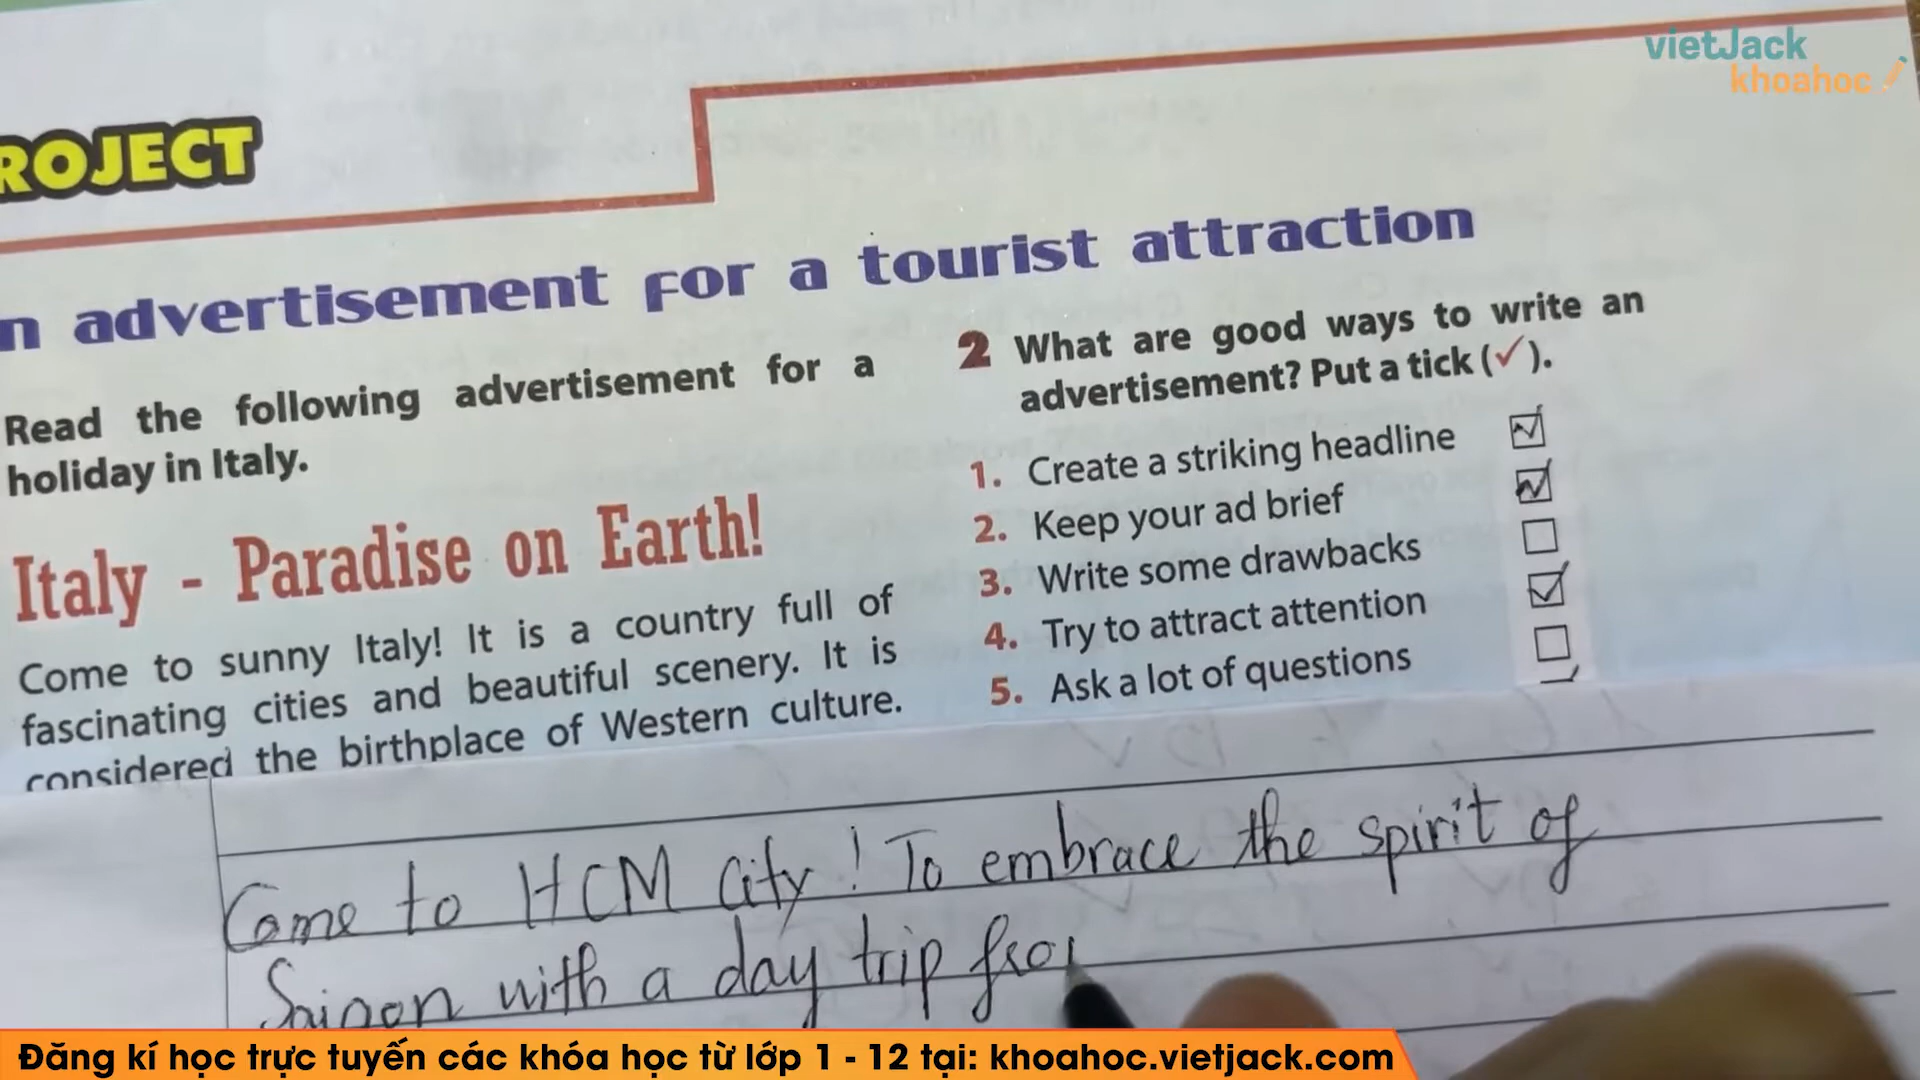 vietJack
khoahoc
ROJECT
n advertisement for a tourist attraction
Read the following advertisement for a
holiday in Italy.
Italy - Paradise on Earth!
Come to sunny Italy! It is a country full of
fascinating cities and beautiful scenery. It is
considered the birthplace of Western culture.
2 What are good ways to write an
advertisement? Put a tick (✓).
1. Create a striking headline
2. Keep your ad brief
3. Write some drawbacks
4. Try to attract attention
5. Ask a lot of questions
Come to HCM City! To embrace the spirit of
Saigon with a day trip fro
Đăng kí học trực tuyến các khóa học từ lớp 1 - 12 tại: khoahoc.vietjack.com